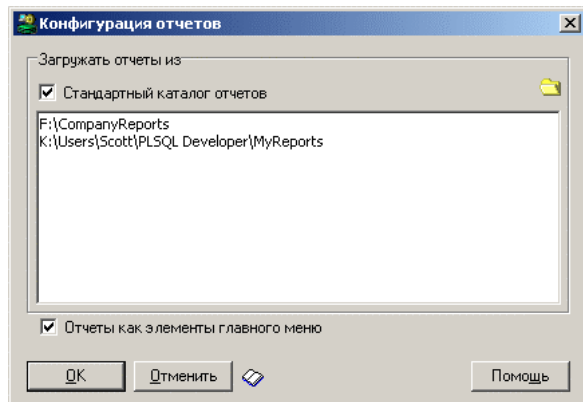 Конфигурация отчетов
Загружать отчеты из
Стандартный каталог отчетов
F:\CompanyReports
K:\Users\Scott\PLSQL Developer\MyReports
Отчеты как элементы главного меню
OK Отменить Помощь